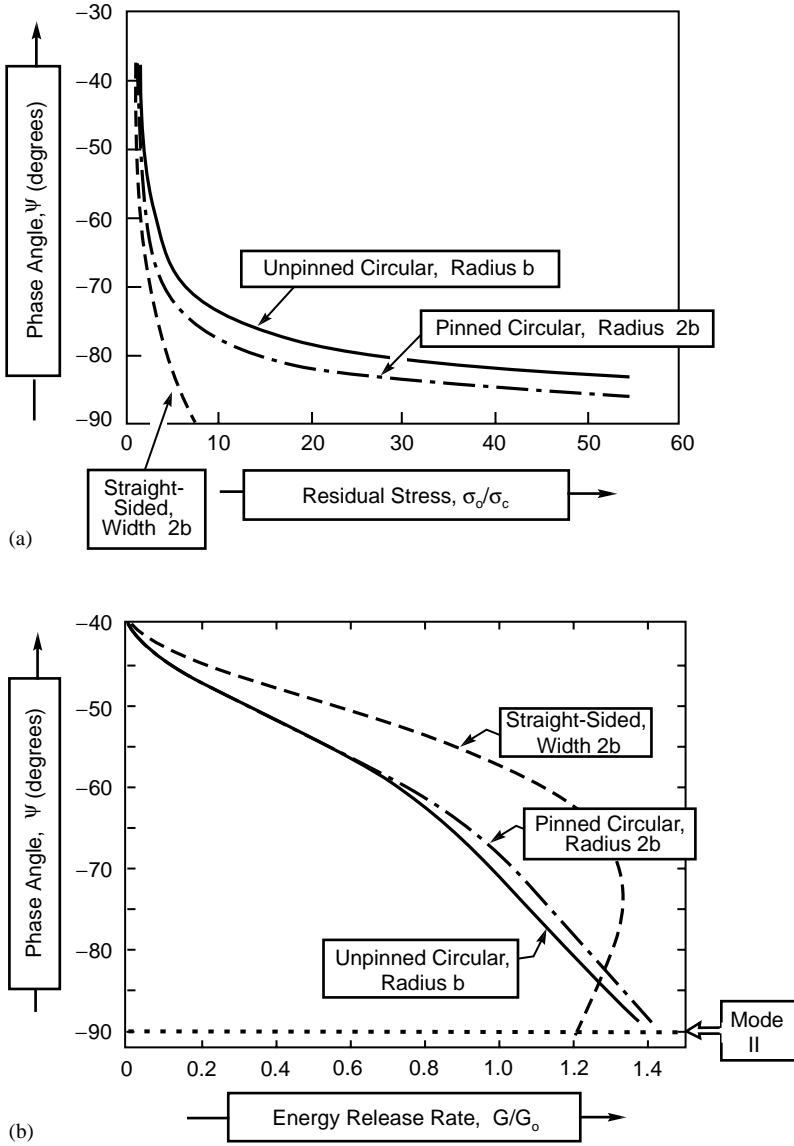 −30
−40
−50
−60
−70
−80
−90
Phase Angle,Ψ (degrees)
Unpinned Circular, Radius b
Pinned Circular, Radius 2b
0
10
20
30
40
50
60
Straight-
Sided,
Width 2b
Residual Stress, σo/σc
(a)
−40
−50
−60
−70
−80
−90
Phase Angle, Ψ (degrees)
Straight-Sided,
Width 2b
Pinned Circular,
Radius 2b
Unpinned Circular,
Radius b
Mode
II
0
0.2
0.4
0.6
0.8
1.0
1.2
1.4
Energy Release Rate, G/Go
(b)